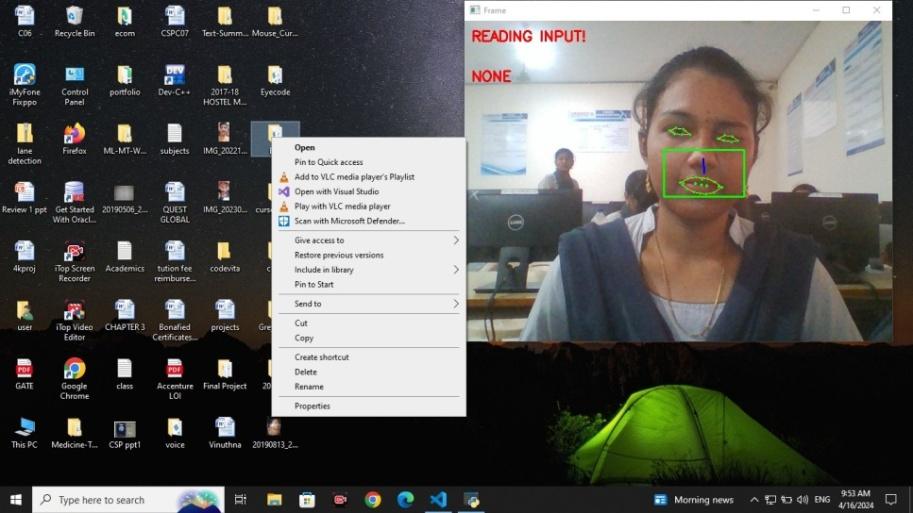 C06
Recycle Bin
ecom
CSPC07
Text-Summ...
Mouse_Cur...
iMyFone
Fixppo
Control
Panel
portfolio
Dev-C++
2017-18
HOSTEL M...
Eyecode
lane
detection
Firefox
ML-MT-W...
subjects
IMG_20221...
Review 1 ppt
Get Started
With Oracl...
20190506_2...
QUEST
GLOBAL
IMG_20230...
4kproj
iTop Screen
Recorder
Academics
tution fee
reimburse...
codevita
user
iTop Video
Editor
CHAPTER 3
Bonafied
Certificates...
projects
GATE
Google
Chrome
class
Accenture
LOI
Final Project
This PC
Medicine-T...
CSP ppt1
voice
Vinuthna
20190813_2...
Open
Pin to Quick access
Add to VLC media player's Playlist
Open with Visual Studio
Play with VLC media player
Scan with Microsoft Defender...
Give access to
Restore previous versions
Include in library
Pin to Start
Send to
Cut
Copy
Create shortcut
Delete
Rename
Properties
Frame
READING INPUT!
NONE
DELL
Type here to search
Morning news
ENG
9:53 AM
4/16/2024